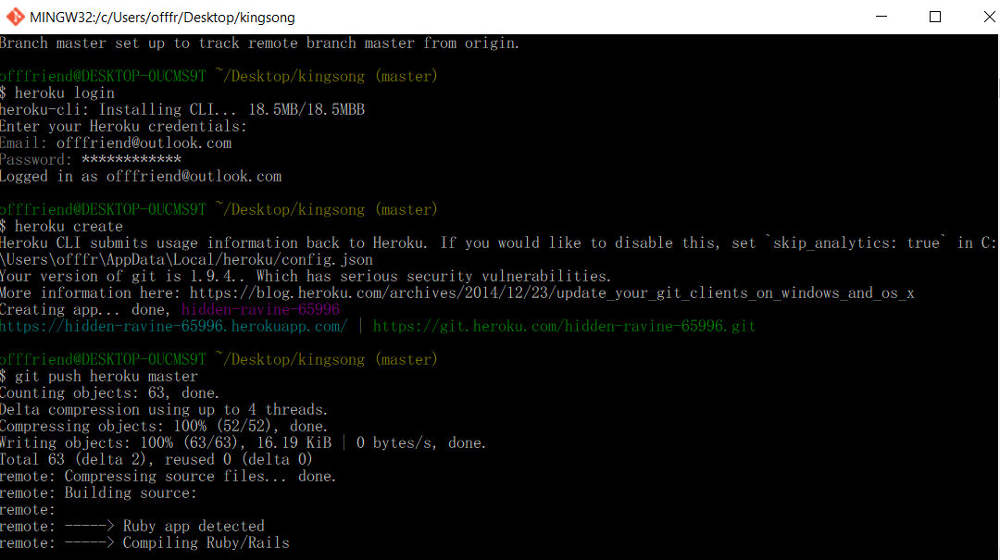 MINGW32:/c/Users/offfr/Desktop/kingsong
Branch master set up to track remote branch master from origin.
offfriend@DESKTOP-0UCMS9T ~/Desktop/kingsong (master)
$ heroku login
heroku-cli: Installing CLI... 18.5MB/18.5MBB
Enter your Heroku credentials:
Email: offfriend@outlook.com
Password: ************
Logged in as offfriend@outlook.com
offfriend@DESKTOP-0UCMS9T ~/Desktop/kingsong (master)
$ heroku create
Heroku CLI submits usage information back to Heroku. If you would like to disable this, set `skip_analytics: true` in C:
\Users\offfr\AppData\Local/heroku/config.json
Your version of git is 1.9.4.. Which has serious security vulnerabilities.
More information here: https://blog.heroku.com/archives/2014/12/23/update_your_git_clients_on_windows_and_os_x
Creating app... done, hidden-ravine-65996
https://hidden-ravine-65996.herokuapp.com/ | https://git.heroku.com/hidden-ravine-65996.git
offfriend@DESKTOP-0UCMS9T ~/Desktop/kingsong (master)
$ git push heroku master
Counting objects: 63, done.
Delta compression using up to 4 threads.
Compressing objects: 100% (52/52), done.
Writing objects: 100% (63/63), 16.19 KiB | 0 bytes/s, done.
Total 63 (delta 2), reused 0 (delta 0)
remote: Compressing source files... done.
remote: Building source:
remote:
remote: -----> Ruby app detected
remote: -----> Compiling Ruby/Rails